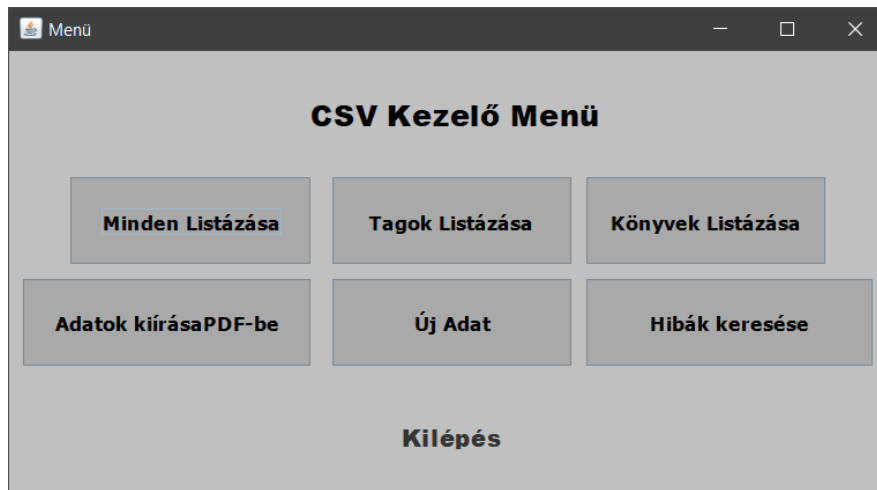 Menü
CSV Kezelő Menü
Minden Listázása
Tagok Listázása
Könyvek Listázása
Adatok kiírásaPDF-be
Új Adat
Hibák keresése
Kilépés